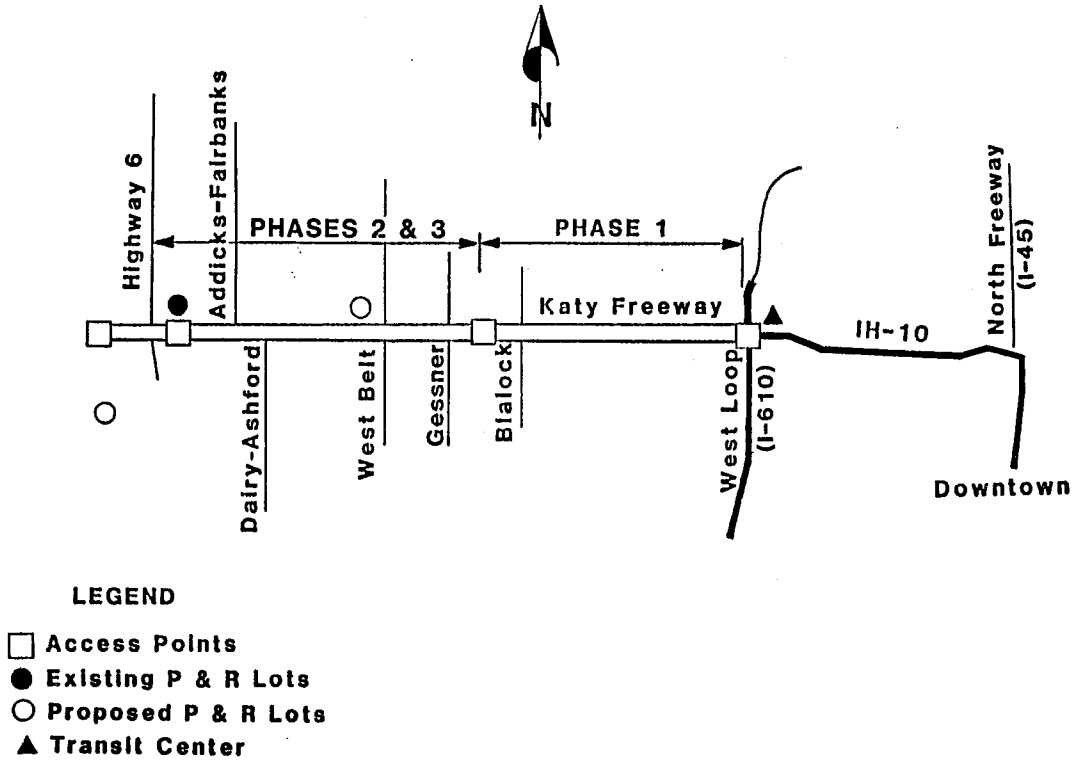 N
Highway 6
Addicks-Fairbanks
PHASES 2 & 3
PHASE 1
North Freeway
(I-45)
Katy Freeway
IH-10
Dairy-Ashford
West Belt
Gessner
Blalock
West Loop
(I-610)
Downtown
LEGEND
Access Points
Existing P & R Lots
Proposed P & R Lots
Transit Center